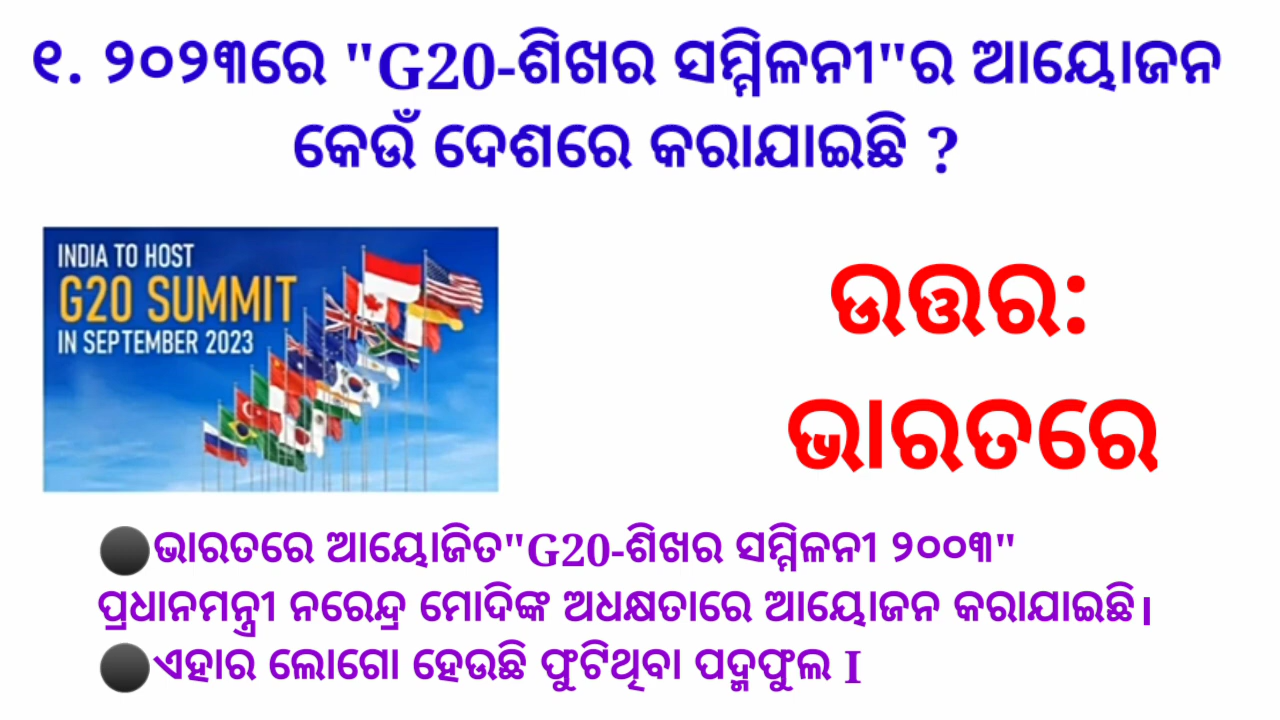 ୧. ୨୦୨୩ରେ "G20-ଶିଖର ସମ୍ମିଳନୀ"ର ଆୟୋଜନ
କେଉଁ ଦେଶରେ କରାଯାଇଛି ?
INDIA TO HOST
G20 SUMMIT
IN SEPTEMBER 2023
ଉତ୍ତର:
ଭାରତରେ
⚫ଭାରତରେ ଆୟୋଜିତ"G20-ଶିଖର ସମ୍ମିଳନୀ ୨୦୦୩"
ପ୍ରଧାନମନ୍ତ୍ରୀ ନରେନ୍ଦ୍ର ମୋଦିଙ୍କ ଅଧକ୍ଷତାରେ ଆୟୋଜନ କରାଯାଇଛି।
⚫ଏହାର ଲୋଗୋ ହେଉଛି ଫୁଟିଥିବା ପଦ୍ମଫୁଲ I